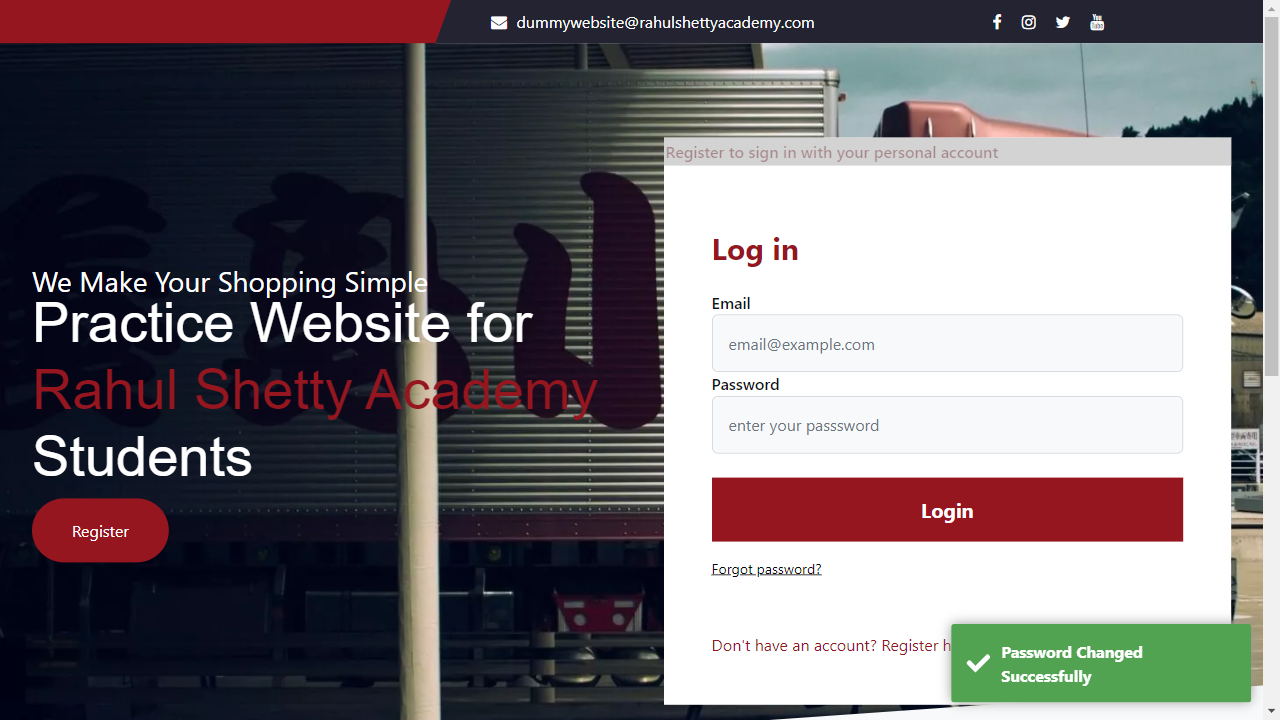 dummywebsite@rahulshettyacademy.com
Register to sign in with your personal account
We Make Your Shopping Simple
Practice Website for
Rahul Shetty Academy
Students
Register
Log in
Email
email@example.com
Password
enter your passsword
Login
Forgot password?
Don't have an account? Register
Password Changed
Successfully